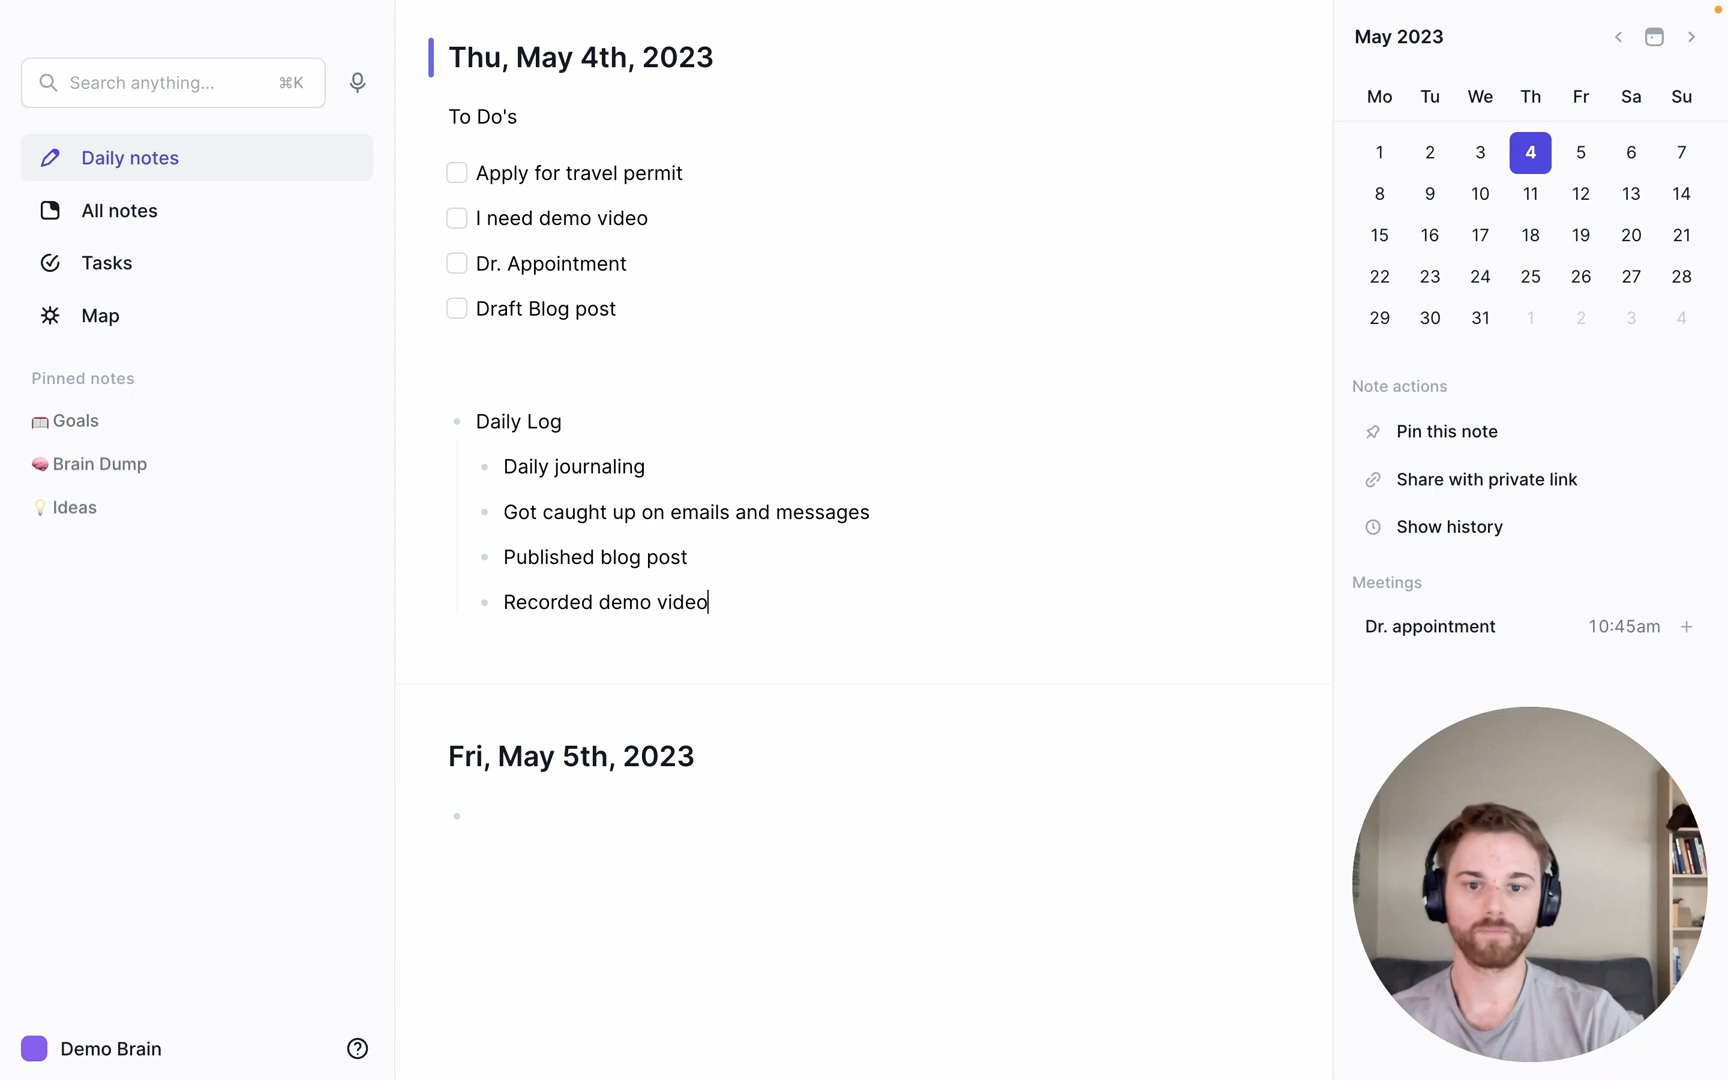 Search anything... ⌘K
Daily notes
All notes
Tasks
Map
Pinned notes
Goals
Brain Dump
Ideas
Demo Brain
Thu, May 4th, 2023
To Do's
Apply for travel permit
I need demo video
Dr. Appointment
Draft Blog post
Daily Log
Daily journaling
Got caught up on emails and messages
Published blog post
Recorded demo video
Fri, May 5th, 2023
May 2023
Mo Tu We Th Fr Sa Su
1 2 3 4 5 6 7
8 9 10 11 12 13 14
15 16 17 18 19 20 21
22 23 24 25 26 27 28
29 30 31 1 2 3 4
Note actions
Pin this note
Share with private link
Show history
Meetings
Dr. appointment 10:45am +